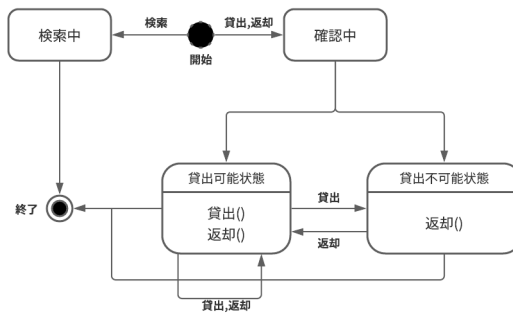 検索中
検索
貸出,返却
確認中
開始
貸出可能状態
貸出不可能状態
終了
貸出()
返却()
貸出
返却
返却()
貸出,返却